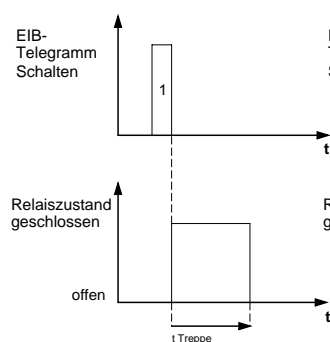 EIB-
Telegramm
Schalten
1
t
Relaiszustand
geschlossen
offen
t
t Treppe